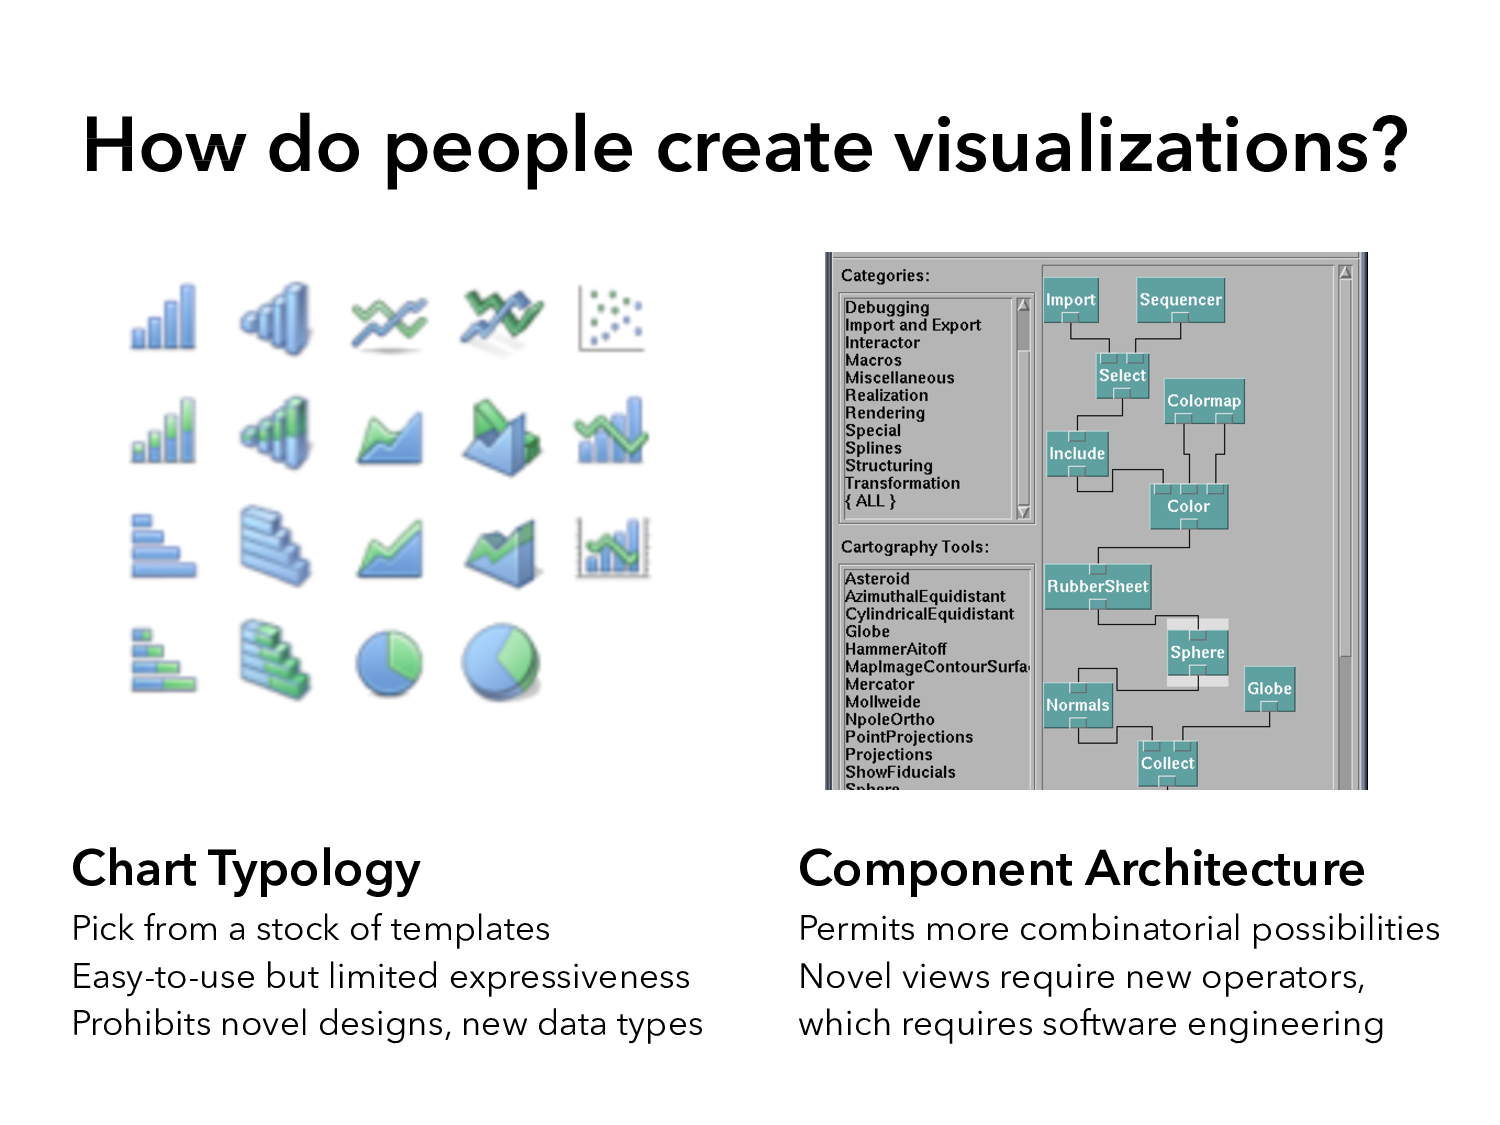 How do people create visualizations?
Categories:
Debugging
Import and Export
Interactor
Macros
Miscellaneous
Realization
Rendering
Special
Splines
Structuring
Transformation
{ ALL }
Cartography Tools:
Asteroid
AzimuthalEquidistant
CylindricalEquidistant
Globe
HammerAitoff
MapImageContourSurfa
Mercator
Mollweide
NpoleOrtho
PointProjections
Projections
ShowFiducials
Sphere
Import
Sequencer
Select
Colormap
Include
Color
RubberSheet
Sphere
Globe
Normals
Collect
Chart Typology
Pick from a stock of templates
Easy-to-use but limited expressiveness
Prohibits novel designs, new data types
Component Architecture
Permits more combinatorial possibilities
Novel views require new operators,
which requires software engineering